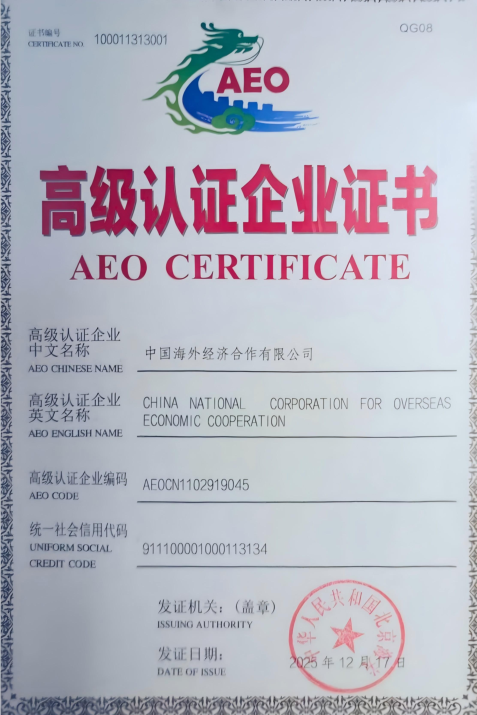 证书编号
CERTIFICATE NO. 100011313001
QG08
AEO
高级认证企业证书
AEO CERTIFICATE
高级认证企业
中文名称
AEO CHINESE NAME
中国海外经济合作有限公司
高级认证企业
英文名称
AEO ENGLISH NAME
CHINA NATIONAL CORPORATION FOR OVERSEAS
ECONOMIC COOPERATION
高级认证企业编码
AEO CODE
AEOCN1102919045
统一社会信用代码
UNIFORM SOCIAL
CREDIT CODE
911100001000113134
发证机关：(盖章)
ISSUING AUTHORITY
中华人民共和国北京海关
发证日期：
DATE OF ISSUE
2025 年 12 月 17 日